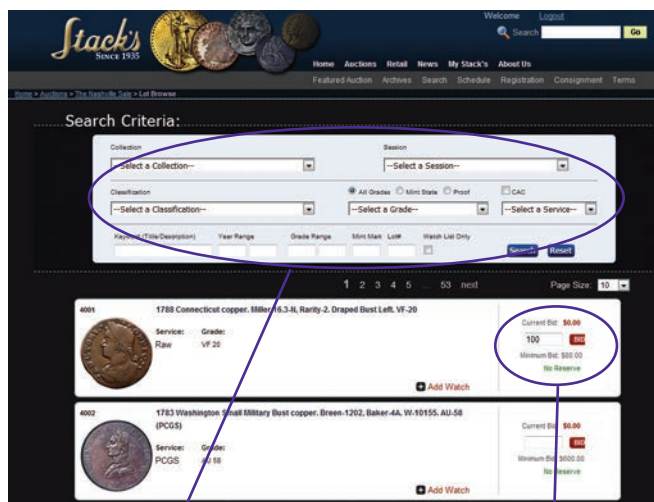 Welcome Logout
Stack's
SINCE 1935
Search Go
Home Auctions Retail News My Stack's About Us
Featured Auction Archives Search Schedule Registration Consignment Terms
Home > Auctions > The Nashville Sale > Lot Browse
Search Criteria:
Collection Session
--Select a Collection-- --Select a Session--
Classification All Grades Mint State Proof CAC
--Select a Classification-- --Select a Grade-- --Select a Service--
Keyword (Title/Description) Year Range Grade Range Mint Mark Lot# Watch List Only
Search Reset
1 2 3 4 5 ... 53 next Page Size: 10
4001 1788 Connecticut copper. Miller 16.3-N, Rarity-2. Draped Bust Left. VF-20
Current Bid: $0.00
Service: Grade:
100 BID
Raw VF 20
Minimum Bid: $80.00
No Reserve
Add Watch
4002 1783 Washington Small Military Bust copper. Breen-1202, Baker-4A. W-10155. AU-58
(PCGS)
Current Bid: $0.00
Service: Grade:
BID
PCGS AU 58
Minimum Bid: $600.00
No Reserve
Add Watch